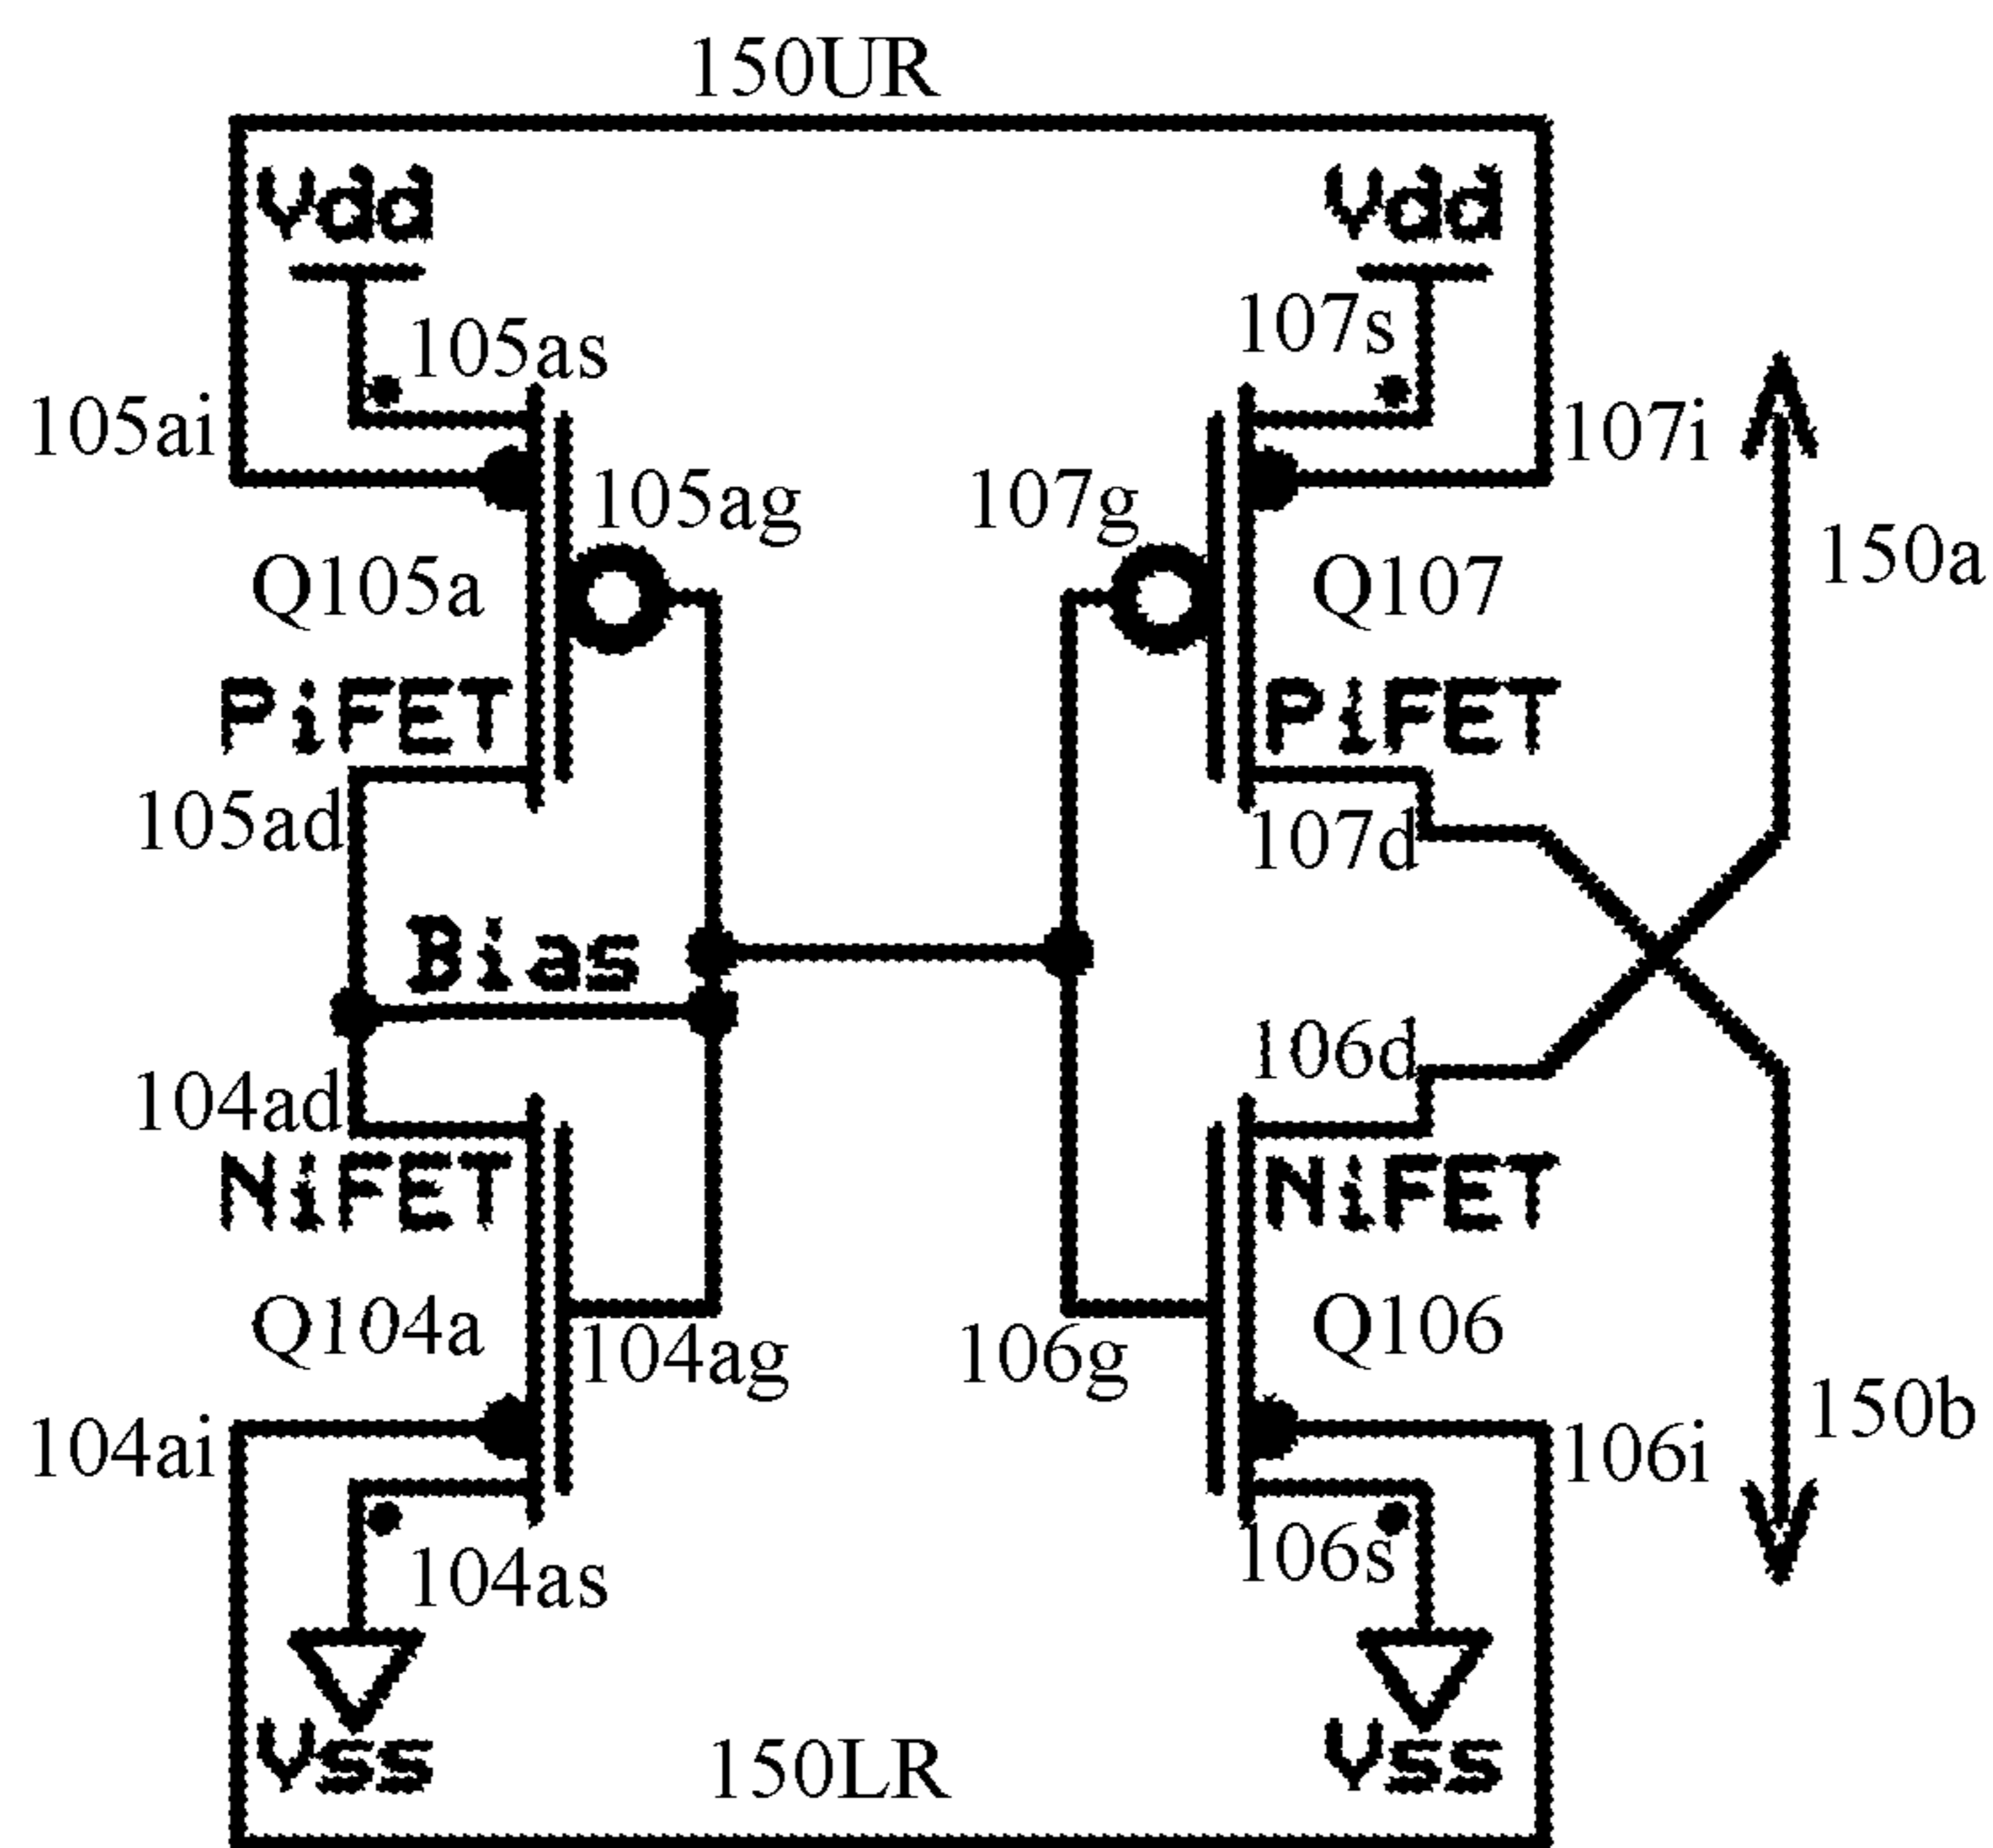 150UR
Vdd Vdd
105as 107s
105ai 107i
105ag 107g
Q105a Q107 150a
PiFET PiFET
105ad 107d
Bias
104ad 106d
NiFET NiFET
Q104a Q106
104ag 106g
150b
104ai 106i
104as 106s
Vss Vss
150LR